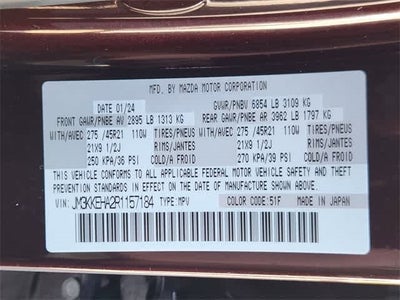 MFD. BY MAZDA MOTOR CORPORATION
DATE: 01/24 GVWR/PNBV 6854 LB 3109 KG
FRONT GAWR/PNBE AV 2895 LB 1313 KG REAR GAWR/PNBE AR 3962 LB 1797 KG
WITH/AVEC 275 /45R21 110W TIRES/PNEUS WITH/AVEC 275 /45R21 110W TIRES/PNEUS
21X9 1/2J RIMS/JANTES 21X9 1/2J RIMS/JANTES
250 KPA/36 PSI COLD/A FROID 270 KPA/39 PSI COLD/A FROID
THIS VEHICLE CONFORMS TO ALL APPLICABLE FEDERAL MOTOR VEHICLE SAFETY, BUMPER, AND THEFT
PREVENTION STANDARDS IN EFFECT ON THE DATE OF MANUFACTURE SHOWN ABOVE.
VIN: JM3KKEHA2R1157184 TYPE: MPV COLOR CODE: 51F MADE IN JAPAN